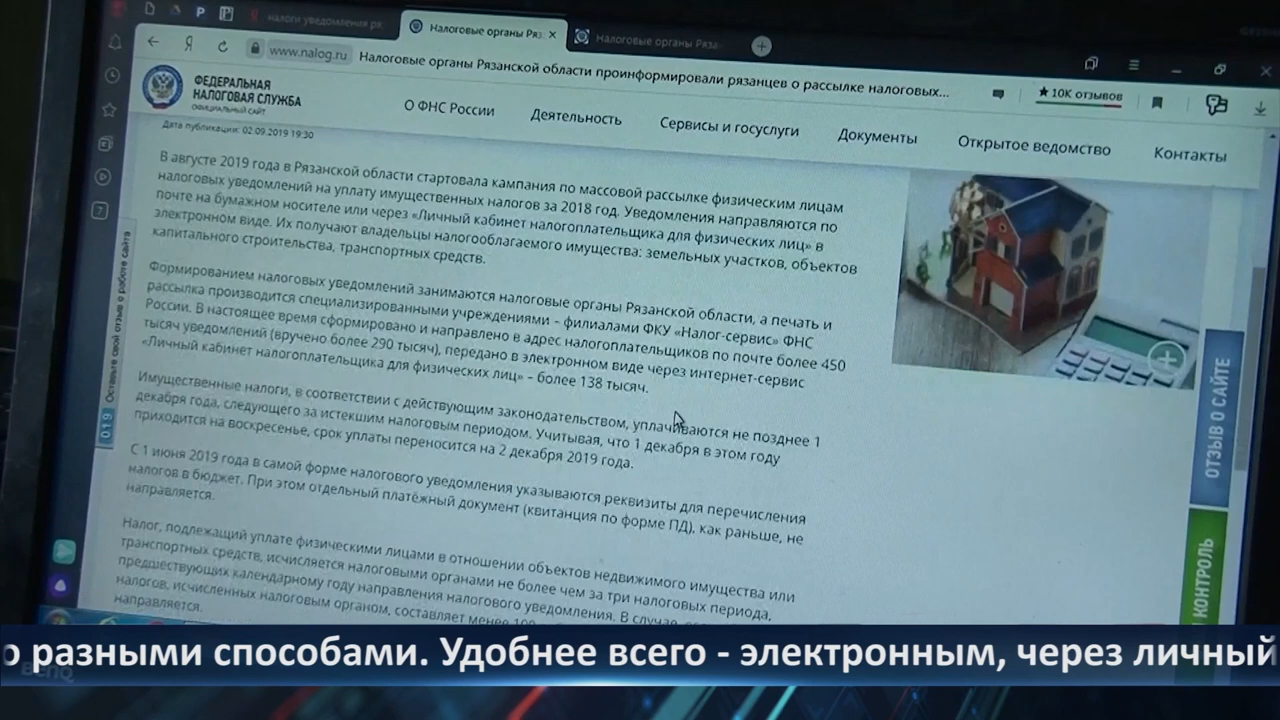 налоги уведомления ря
Налоговые органы Ряз
Налоговые органы Ряза
www.nalog.ru
Налоговые органы Рязанской области проинформировали рязанцев о рассылке налоговых...
★ 10K отзывов
ФЕДЕРАЛЬНАЯ
НАЛОГОВАЯ СЛУЖБА
ОФИЦИАЛЬНЫЙ САЙТ
О ФНС России
Деятельность
Сервисы и госуслуги
Документы
Открытое ведомство
Контакты
Дата публикации: 02.09.2019 19:30
В августе 2019 года в Рязанской области стартовала кампания по массовой рассылке физическим лицам
налоговых уведомлений на уплату имущественных налогов за 2018 год. Уведомления направляются по
почте на бумажном носителе или через «Личный кабинет налогоплательщика для физических лиц» в
электронном виде. Их получают владельцы налогооблагаемого имущества: земельных участков, объектов
капитального строительства, транспортных средств.
Формированием налоговых уведомлений занимаются налоговые органы Рязанской области, а печать и
рассылка производится специализированными учреждениями – филиалами ФКУ «Налог-сервис» ФНС
России. В настоящее время сформировано и направлено в адрес налогоплательщиков по почте более 450
тысяч уведомлений (вручено более 290 тысяч), передано в электронном виде через интернет-сервис
«Личный кабинет налогоплательщика для физических лиц» – более 138 тысяч.
Имущественные налоги, в соответствии с действующим законодательством, уплачиваются не позднее 1
декабря года, следующего за истекшим налоговым периодом. Учитывая, что 1 декабря в этом году
приходится на воскресенье, срок уплаты переносится на 2 декабря 2019 года.
С 1 июня 2019 года в самой форме налогового уведомления указываются реквизиты для перечисления
налогов в бюджет. При этом отдельный платёжный документ (квитанция по форме ПД), как раньше, не
направляется.
Налог, подлежащий уплате физическими лицами в отношении объектов недвижимого имущества или
транспортных средств, исчисляется налоговыми органами не более чем за три налоговых периода,
предшествующих календарному году направления налогового уведомления. В случае,
налогов, исчисленных налоговым органом, составляет менее 100
направляется.
Оставьте свой отзыв о работе сайта
ОТЗЫВ О САЙТЕ
КОНТРОЛЬ
BenQ
о разными способами. Удобнее всего - электронным, через личный